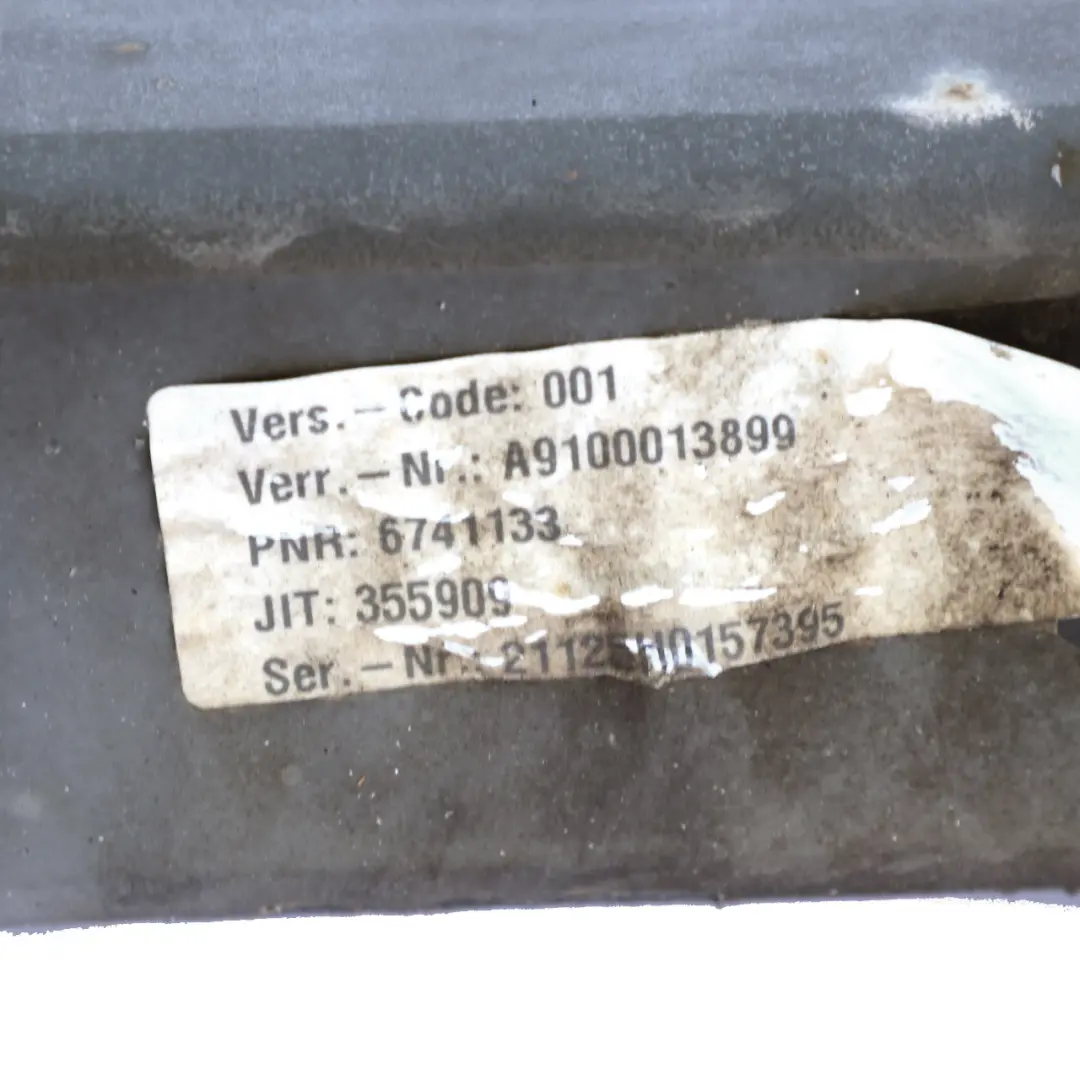 Vers.-Code: 001
Verr.-Nr.: A9100013899
PNR: 6741133
JIT: 355909
Ser.-Nr.: